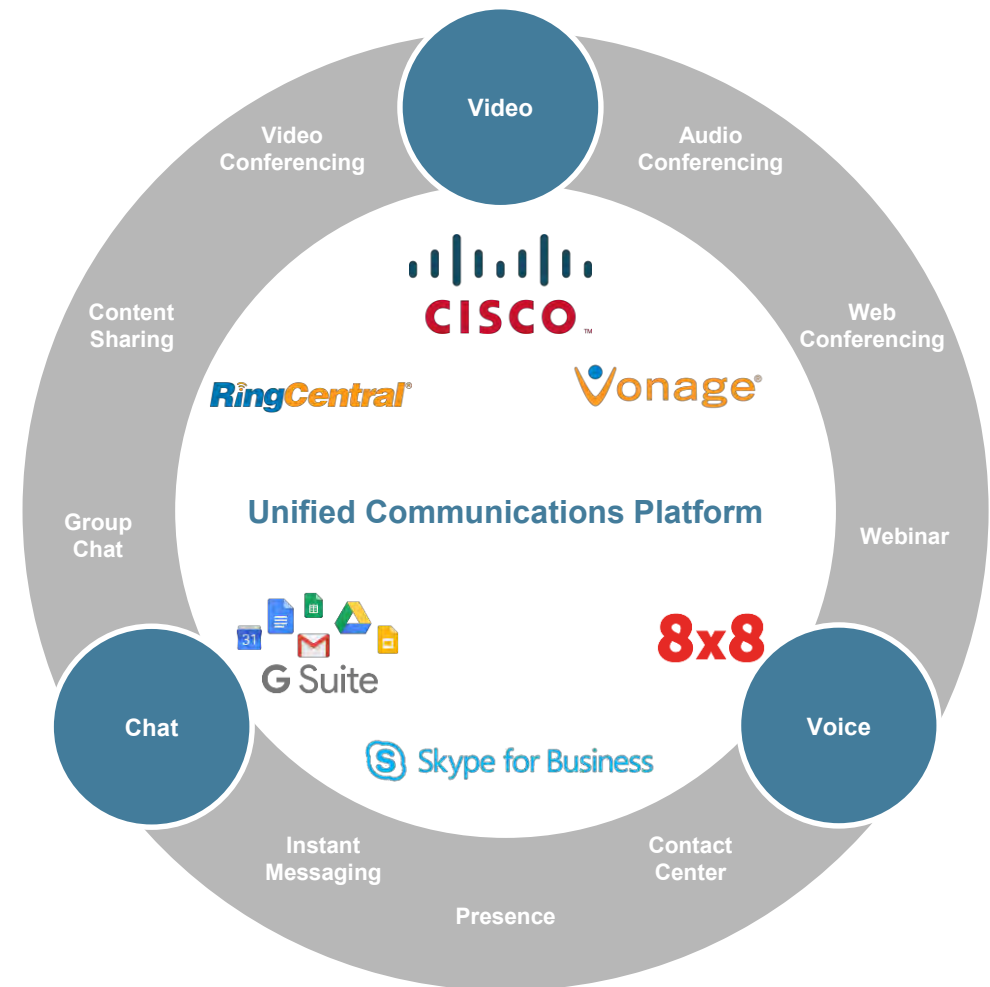 Video
Video
Conferencing
Audio
Conferencing
CISCO™
Content
Sharing
Web
Conferencing
RingCentral®
Vonage®
Unified Communications Platform
Group
Chat
Webinar
31
G Suite
8x8
Chat
Voice
S Skype for Business
Instant
Messaging
Contact
Center
Presence